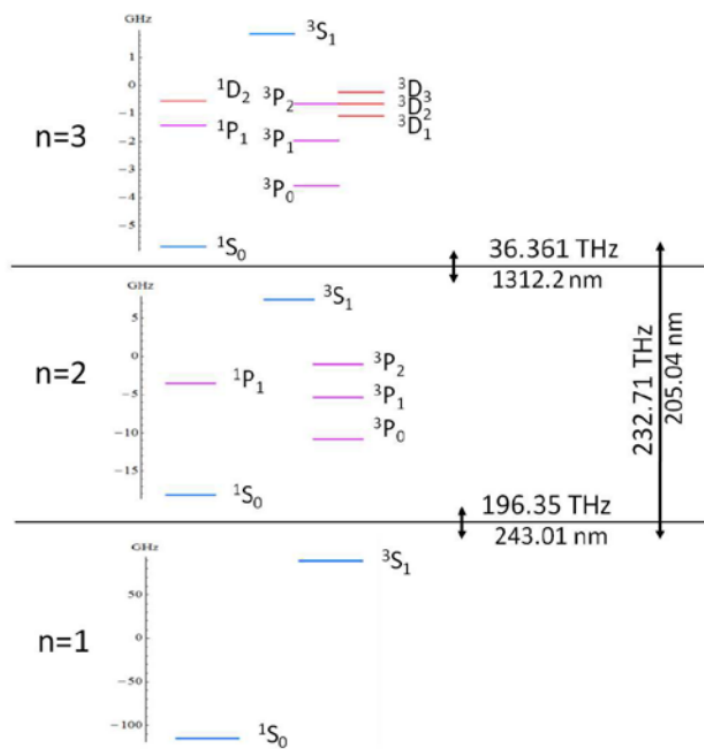 GHz
³S₁
1
0
¹D₂
³P₂
³D₃
³D₂
³D₁
−1
n=3
¹P₁
³P₁
−2
−3
³P₀
−4
−5
¹S₀
36.361 THz
1312.2 nm
GHz
³S₁
5
0
³P₂
n=2
¹P₁
³P₁
−5
³P₀
−10
−15
¹S₀
232.71 THz
205.04 nm
196.35 THz
243.01 nm
GHz
³S₁
50
0
n=1
−50
−100
¹S₀